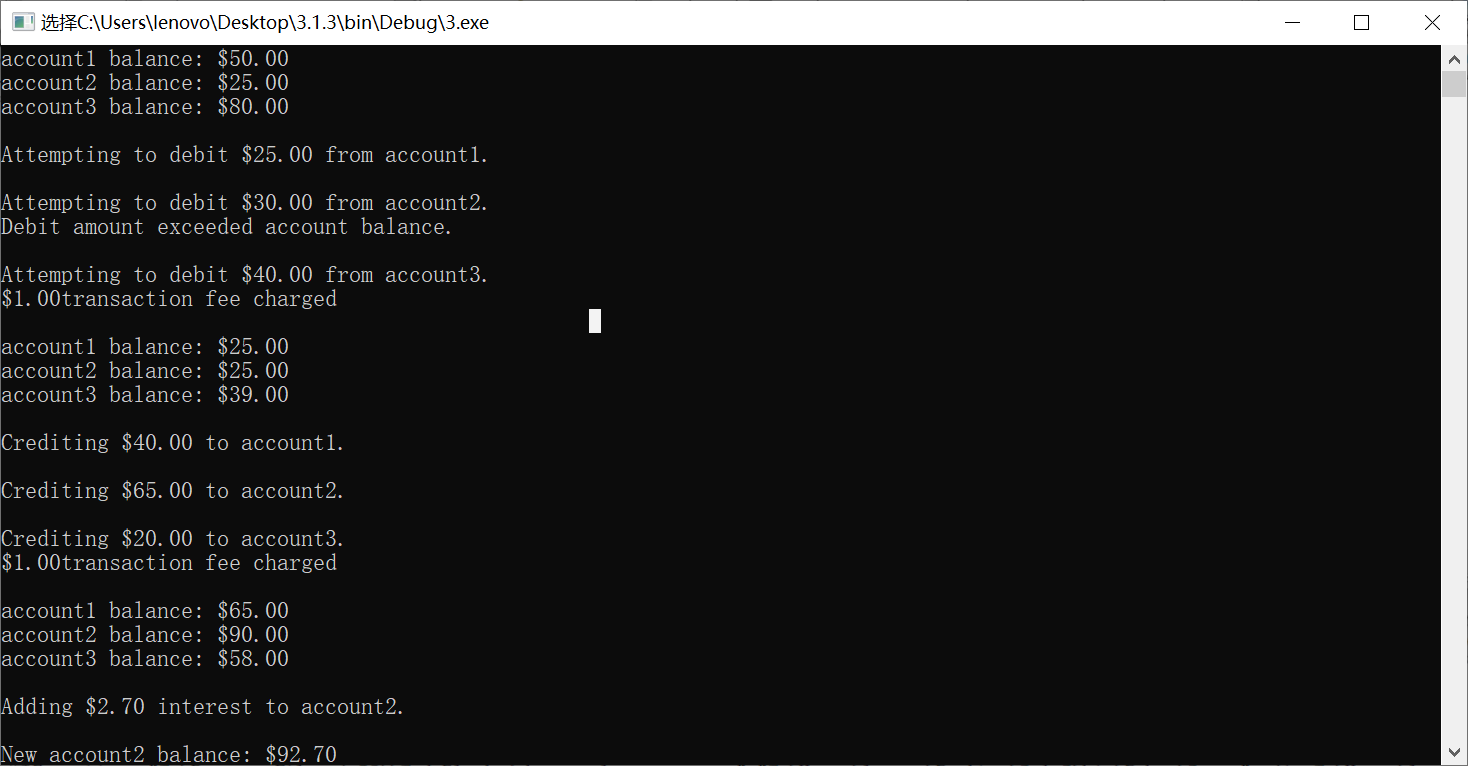 选择C:\Users\lenovo\Desktop\3.1.3\bin\Debug\3.exe
account1 balance: $50.00
account2 balance: $25.00
account3 balance: $80.00
Attempting to debit $25.00 from account1.
Attempting to debit $30.00 from account2.
Debit amount exceeded account balance.
Attempting to debit $40.00 from account3.
$1.00transaction fee charged
account1 balance: $25.00
account2 balance: $25.00
account3 balance: $39.00
Crediting $40.00 to account1.
Crediting $65.00 to account2.
Crediting $20.00 to account3.
$1.00transaction fee charged
account1 balance: $65.00
account2 balance: $90.00
account3 balance: $58.00
Adding $2.70 interest to account2.
New account2 balance: $92.70